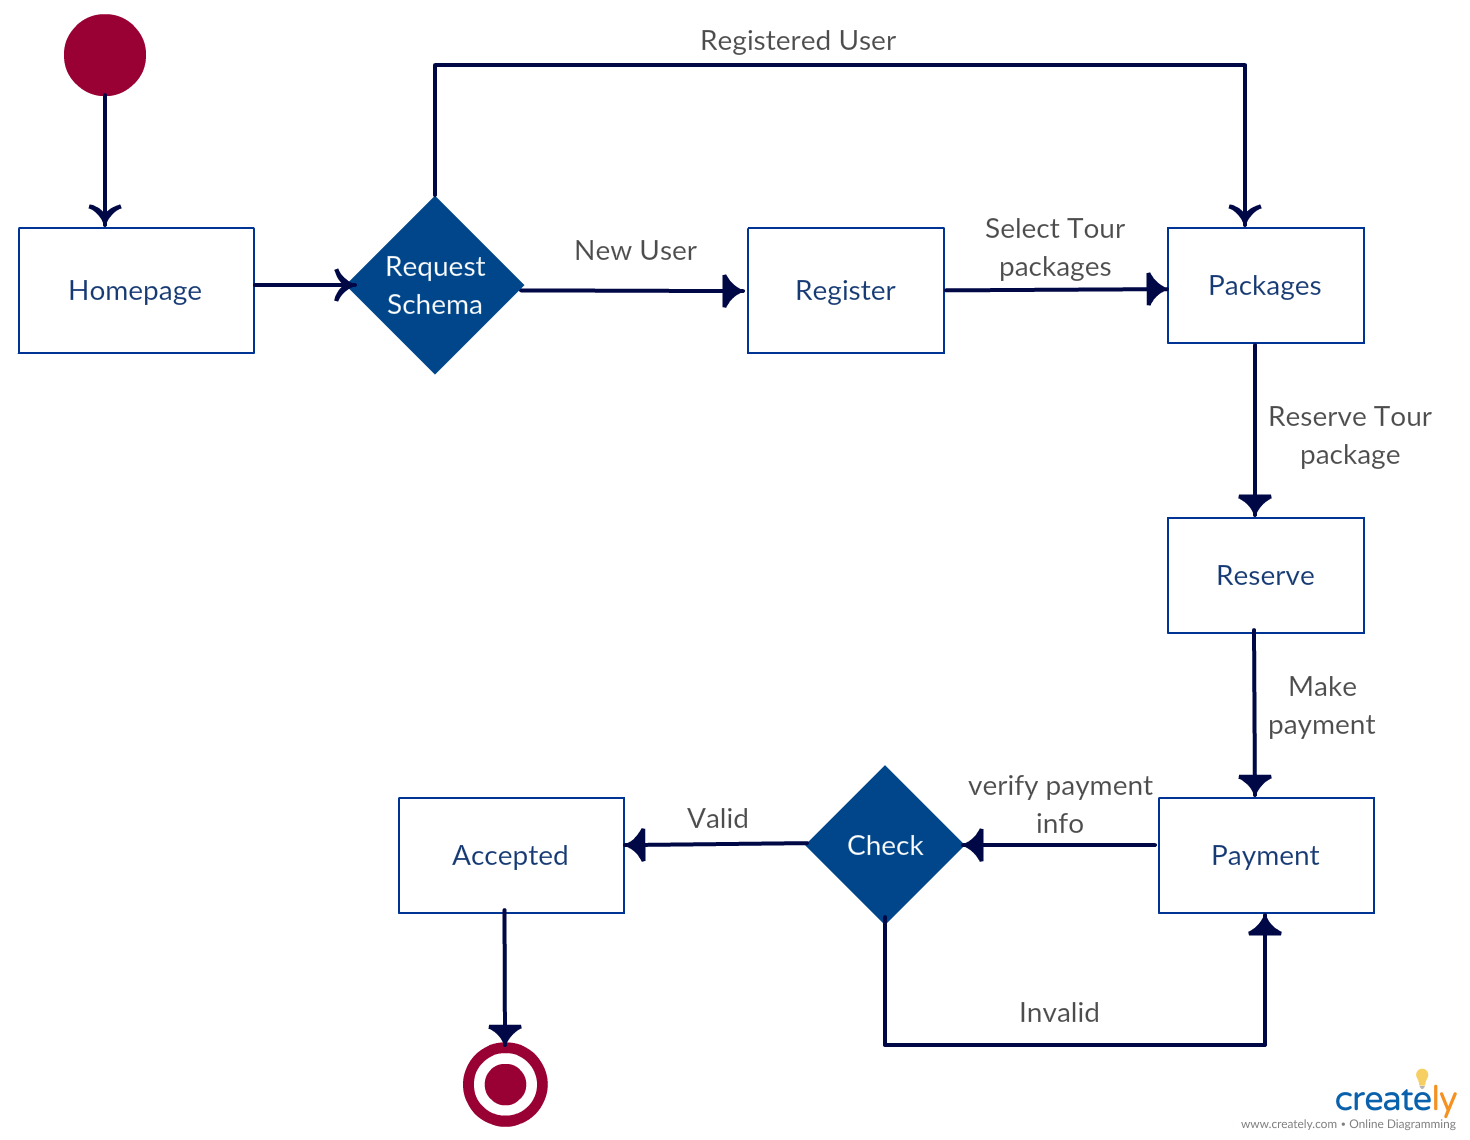 Registered User
Request
Schema
New User
Select Tour
packages
Homepage
Register
Packages
Reserve Tour
package
Reserve
Make
payment
verify payment
info
Valid
Check
Accepted
Payment
Invalid
creately
www.creately.com • Online Diagramming